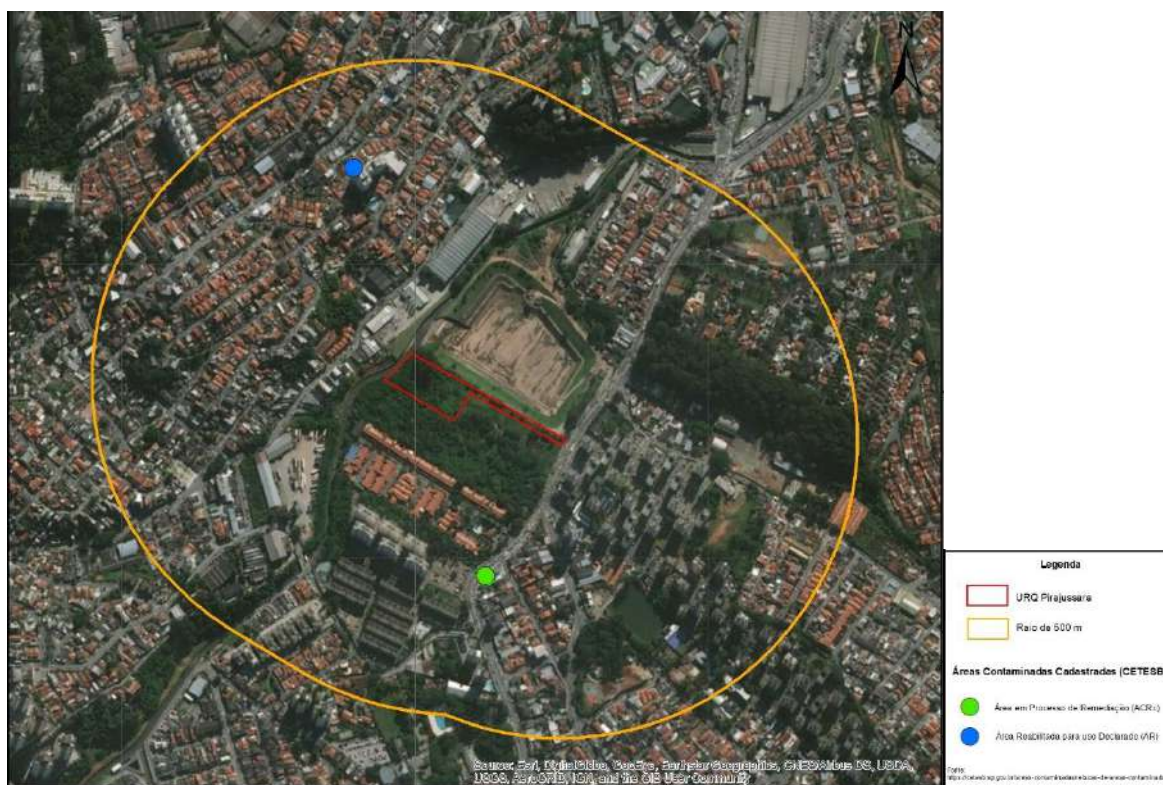 N
Legenda
URQ Pirajussara
Raio de 500 m
Áreas Contaminadas Cadastradas (CETESB
Área em Processo de Remediação (ACRe)
Área Reabilitada para uso Declarado (AR)
Fonte:
Source: Esri, DigitalGlobe, GeoEye, Earthstar Geographics, CNES/Airbus DS, USDA,
USGS, AeroGRID, IGN, and the GIS User Community